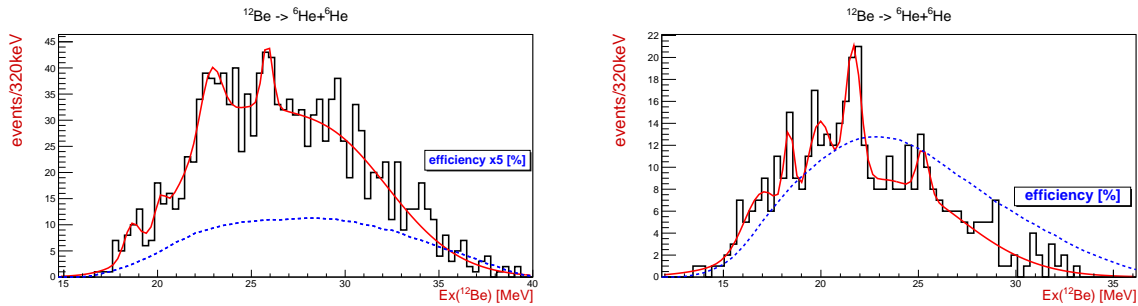 ¹²Be -> ⁶He+⁶He
events/320keV
45
40
35
30
25
20
15
10
5
0
efficiency x5 [%]
15 20 25 30 35 40
Ex(¹²Be) [MeV]
¹²Be -> ⁶He+⁶He
events/320keV
22
20
18
16
14
12
10
8
6
4
2
0
efficiency [%]
15 20 25 30 35
Ex(¹²Be) [MeV]